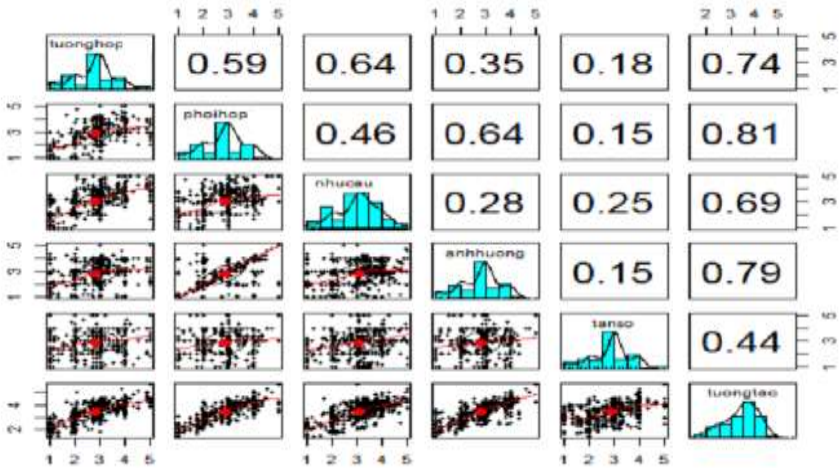 1 2 3 4 5 1 2 3 4 5 2 3 4 5
tuonghop 0.59 0.64 0.35 0.18 0.74 1 3 5
1 3 5 phoihop 0.46 0.64 0.15 0.81
nhucau 0.28 0.25 0.69 1 3 5
1 3 5 anhhuong 0.15 0.79
tanso 0.44 1 3 5
2 4 tuongtac
1 2 3 4 5 1 2 3 4 5 1 2 3 4 5